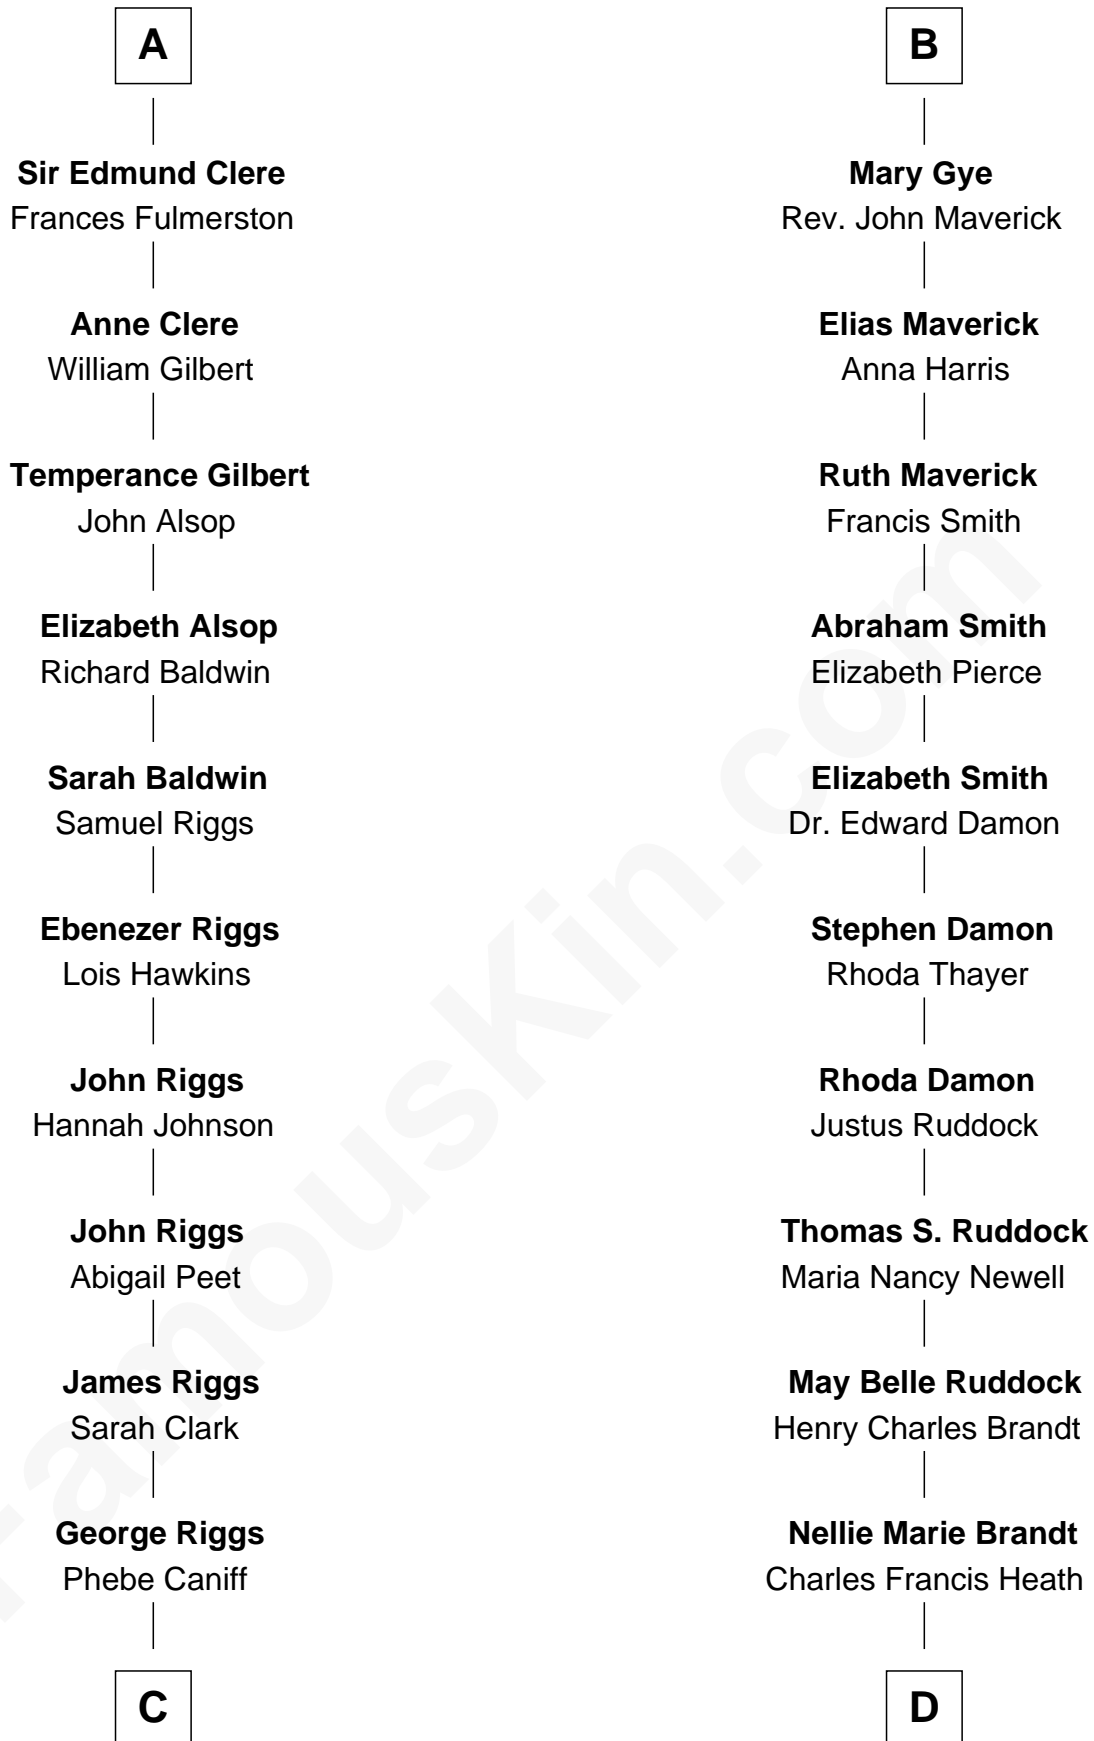 A
Sir Edmund Clere
Frances Fulmerston
Anne Clere
William Gilbert
Temperance Gilbert
John Alsop
Elizabeth Alsop
Richard Baldwin
Sarah Baldwin
Samuel Riggs
Ebenezer Riggs
Lois Hawkins
John Riggs
Hannah Johnson
John Riggs
Abigail Peet
James Riggs
Sarah Clark
George Riggs
Phebe Caniff
C
B
Mary Gye
Rev. John Maverick
Elias Maverick
Anna Harris
Ruth Maverick
Francis Smith
Abraham Smith
Elizabeth Pierce
Elizabeth Smith
Dr. Edward Damon
Stephen Damon
Rhoda Thayer
Rhoda Damon
Justus Ruddock
Thomas S. Ruddock
Maria Nancy Newell
May Belle Ruddock
Henry Charles Brandt
Nellie Marie Brandt
Charles Francis Heath
D
FamousKin.com